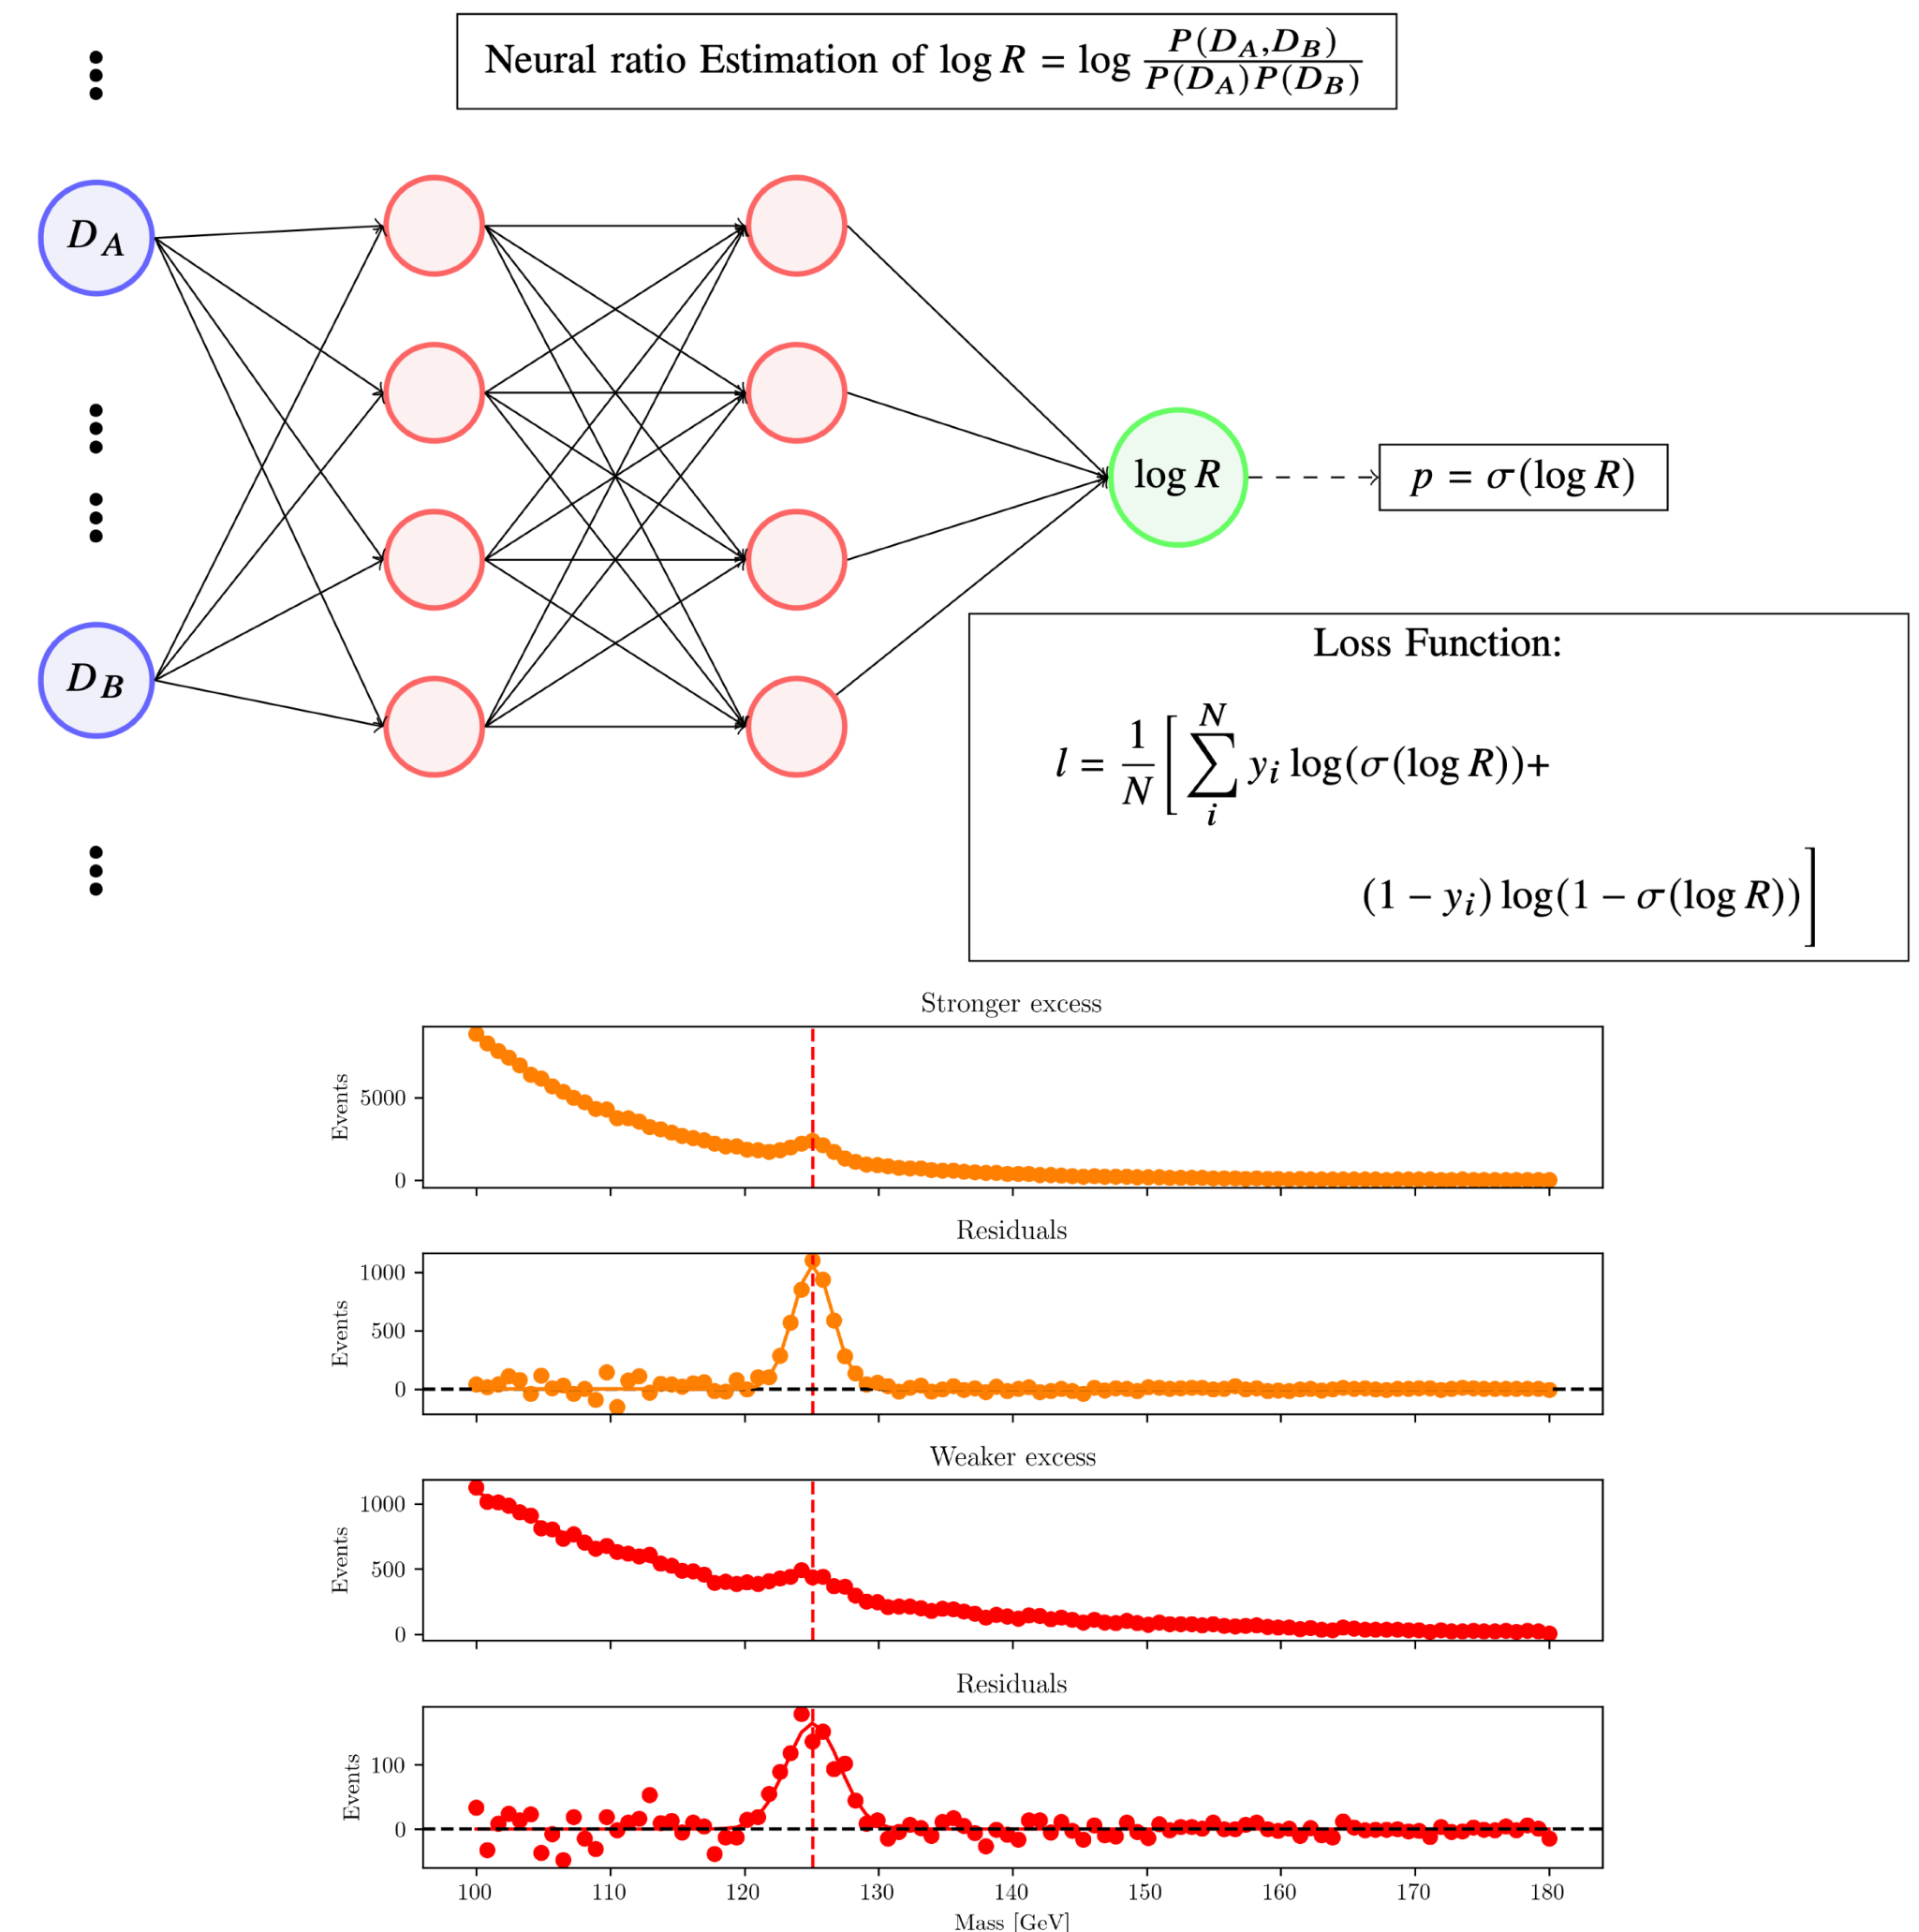 Neural ratio Estimation of log R = log P(D_A,D_B) / P(D_A)P(D_B)
D_A
D_B
log R
p = σ(log R)
Loss Function:
l = 1/N [ ∑_i^N y_i log(σ(log R))+
(1 − y_i) log(1 − σ(log R)) ]
Stronger excess
Events
5000
0
Residuals
Events
1000
500
0
Weaker excess
Events
1000
500
0
Residuals
Events
100
0
100 110 120 130 140 150 160 170 180
Mass [GeV]